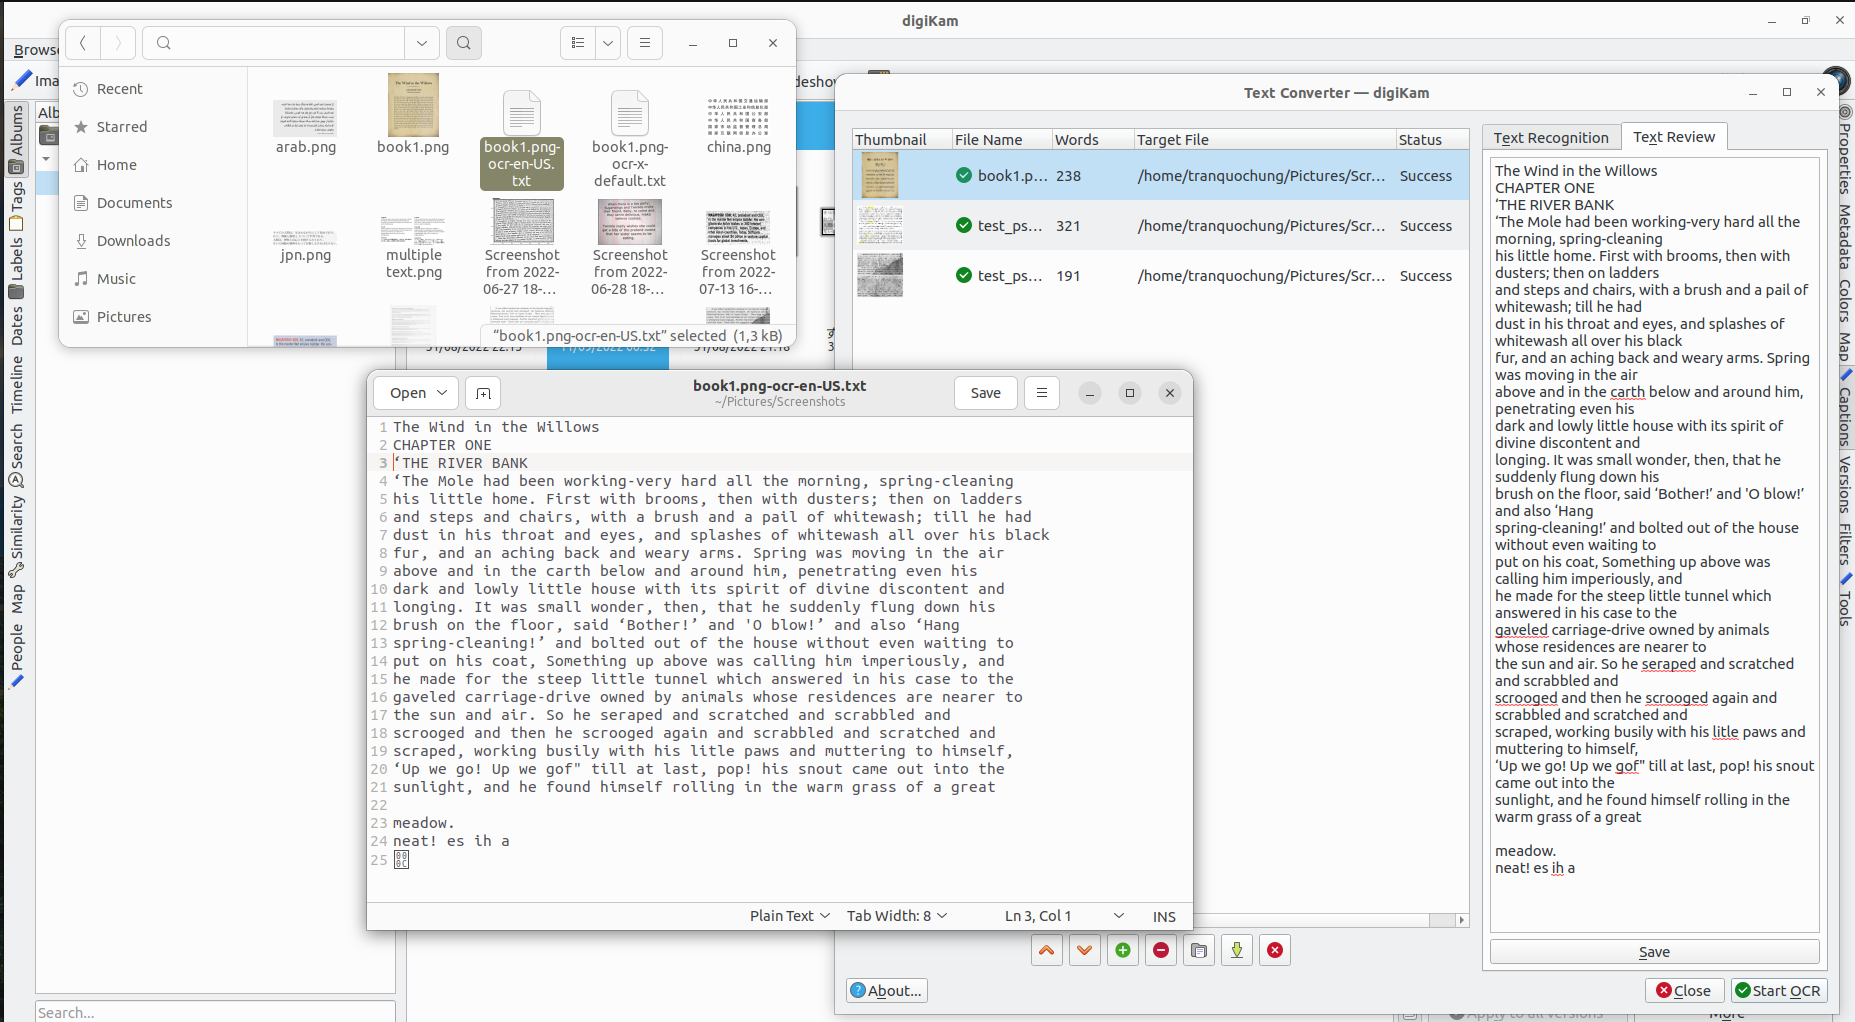 digiKam
Brows
Ima
deshow
Albums
Tags
Labels
Dates
Timeline
Search
Similarity
Map
People
Search...
Recent
Starred
Home
Documents
Downloads
Music
Pictures
arab.png
book1.png
book1.png-
ocr-en-US.
txt
book1.png-
ocr-x-
default.txt
china.png
jpn.png
multiple
text.png
Screenshot
from 2022-
06-27 18-...
Screenshot
from 2022-
06-28 18-...
Screenshot
from 2022-
07-13 16-...
“book1.png-ocr-en-US.txt” selected (1,3 kB)
Open
book1.png-ocr-en-US.txt
~/Pictures/Screenshots
Save
1 The Wind in the Willows
2 CHAPTER ONE
3 ‘THE RIVER BANK
4 ‘The Mole had been working-very hard all the morning, spring-cleaning
5 his little home. First with brooms, then with dusters; then on ladders
6 and steps and chairs, with a brush and a pail of whitewash; till he had
7 dust in his throat and eyes, and splashes of whitewash all over his black
8 fur, and an aching back and weary arms. Spring was moving in the air
9 above and in the carth below and around him, penetrating even his
10 dark and lowly little house with its spirit of divine discontent and
11 longing. It was small wonder, then, that he suddenly flung down his
12 brush on the floor, said ‘Bother!’ and 'O blow!’ and also ‘Hang
13 spring-cleaning!’ and bolted out of the house without even waiting to
14 put on his coat, Something up above was calling him imperiously, and
15 he made for the steep little tunnel which answered in his case to the
16 gaveled carriage-drive owned by animals whose residences are nearer to
17 the sun and air. So he seraped and scratched and scrabbled and
18 scrooged and then he scrooged again and scrabbled and scratched and
19 scraped, working busily with his litle paws and muttering to himself,
20 ‘Up we go! Up we gof" till at last, pop! his snout came out into the
21 sunlight, and he found himself rolling in the warm grass of a great
22
23 meadow.
24 neat! es ih a
25
Plain Text
Tab Width: 8
Ln 3, Col 1
INS
Text Converter — digiKam
Thumbnail File Name Words Target File Status
book1.p... 238 /home/tranquochung/Pictures/Scr... Success
test_ps... 321 /home/tranquochung/Pictures/Scr... Success
test_ps... 191 /home/tranquochung/Pictures/Scr... Success
Text Recognition
Text Review
The Wind in the Willows
CHAPTER ONE
‘THE RIVER BANK
‘The Mole had been working-very hard all the
morning, spring-cleaning
his little home. First with brooms, then with
dusters; then on ladders
and steps and chairs, with a brush and a pail of
whitewash; till he had
dust in his throat and eyes, and splashes of
whitewash all over his black
fur, and an aching back and weary arms. Spring
was moving in the air
above and in the carth below and around him,
penetrating even his
dark and lowly little house with its spirit of
divine discontent and
longing. It was small wonder, then, that he
suddenly flung down his
brush on the floor, said ‘Bother!’ and 'O blow!’
and also ‘Hang
spring-cleaning!’ and bolted out of the house
without even waiting to
put on his coat, Something up above was
calling him imperiously, and
he made for the steep little tunnel which
answered in his case to the
gaveled carriage-drive owned by animals
whose residences are nearer to
the sun and air. So he seraped and scratched
and scrabbled and
scrooged and then he scrooged again and
scrabbled and scratched and
scraped, working busily with his litle paws and
muttering to himself,
‘Up we go! Up we gof" till at last, pop! his snout
came out into the
sunlight, and he found himself rolling in the
warm grass of a great
meadow.
neat! es ih a
Save
About...
Close
Start OCR
Apply to all versions
More
Properties
Metadata
Colors
Map
Captions
Versions
Filters
Tools